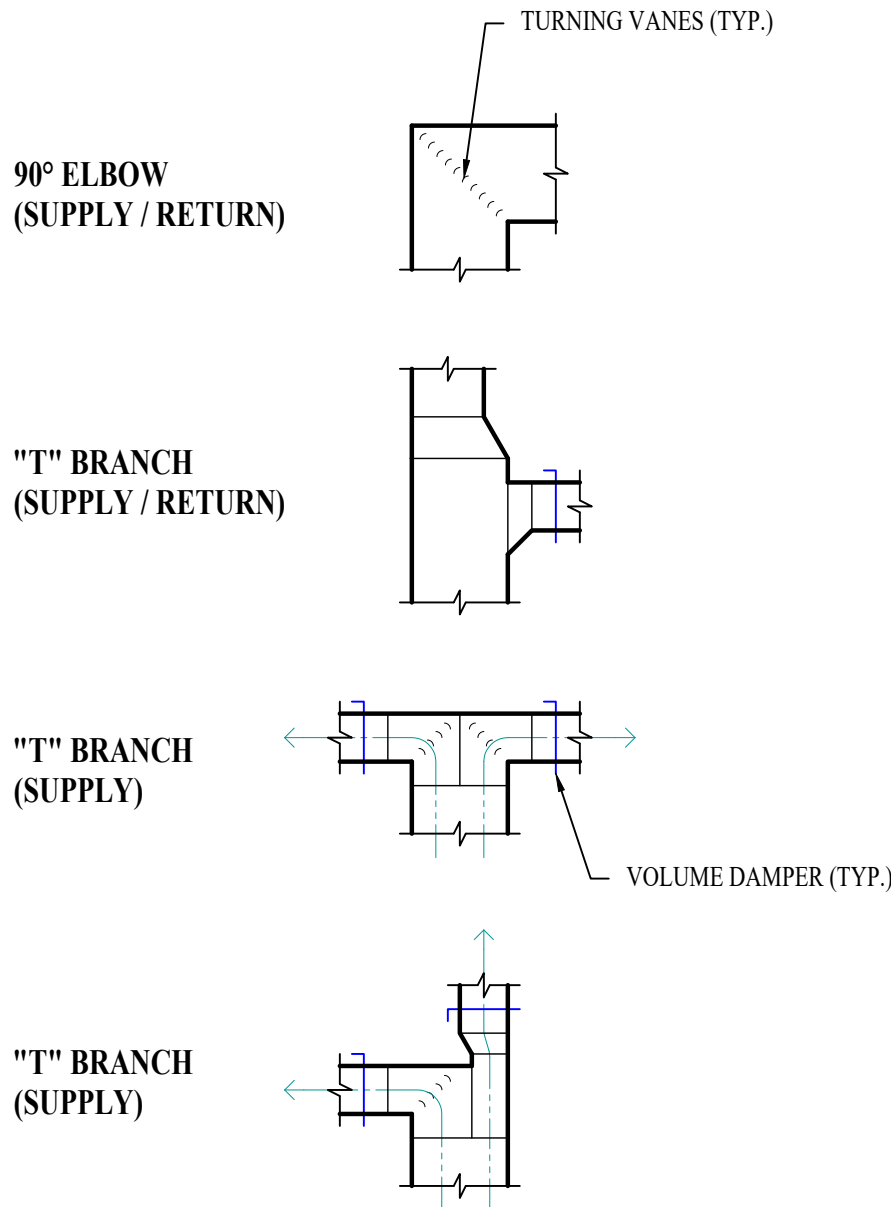 TURNING VANES (TYP.)
90° ELBOW
(SUPPLY / RETURN)
"T" BRANCH
(SUPPLY / RETURN)
"T" BRANCH
(SUPPLY)
VOLUME DAMPER (TYP.)
"T" BRANCH
(SUPPLY)